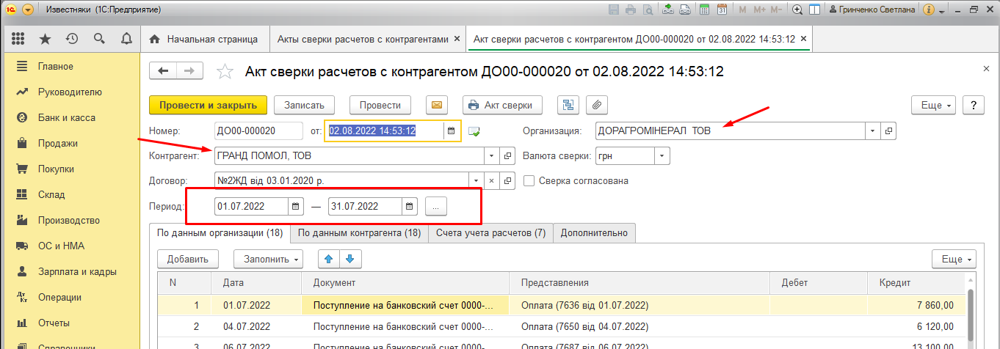 Известняки (1С:Предприятие) M M+ M- 31 Гринченко Светлана
Начальная страница Акты сверки расчетов с контрагентами × Акт сверки расчетов с контрагентом ДО00-000020 от 02.08.2022 14:53:12 ×
Главное
Руководителю
Банк и касса
Продажи
Покупки
Склад
Производство
ОС и НМА
Зарплата и кадры
Операции
Отчеты
Справочники
Акт сверки расчетов с контрагентом ДО00-000020 от 02.08.2022 14:53:12
Провести и закрыть Записать Провести Акт сверки Еще ?
Номер: ДО00-000020 от: 02.08.2022 14:53:12 Организация: ДОРАГРОМІНЕРАЛ ТОВ
Контрагент: ГРАНД ПОМОЛ, ТОВ Валюта сверки: грн
Договор: №2ЖД від 03.01.2020 р. Сверка согласована
Период: 01.07.2022 — 31.07.2022 ...
По данным организации (18) По данным контрагента (18) Счета учета расчетов (7) Дополнительно
Добавить Заполнить Еще
N Дата Документ Представления Дебет Кредит
1 01.07.2022 Поступление на банковский счет 0000-... Оплата (7636 від 01.07.2022) 7 860,00
2 04.07.2022 Поступление на банковский счет 0000-... Оплата (7650 від 04.07.2022) 6 120,00
3 06.07.2022 Поступление на банковский счет 0000-... Оплата (7687 від 06.07.2022) 13 100,00